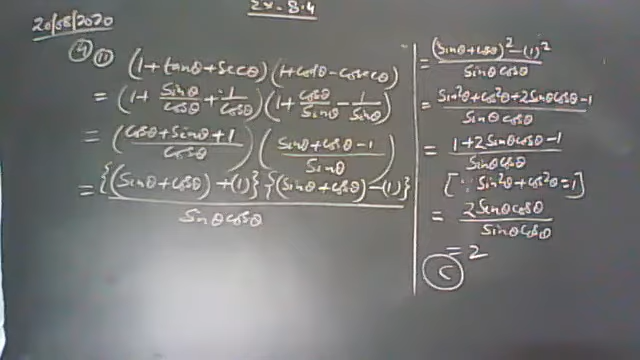 Ex - 8.4
20/08/2020
④ (ii) (1 + tanθ + secθ) (1 + cotθ - cosecθ)
= (1 + Sinθ/cosθ + 1/cosθ) (1 + cosθ/Sinθ - 1/Sinθ)
= (cosθ + Sinθ + 1/cosθ) (Sinθ + cosθ - 1/Sinθ)
= {(Sinθ + cosθ) + (1)} {(Sinθ + cosθ) - (1)}/Sinθ cosθ
= (Sinθ + cosθ)² - (1)²/Sinθ cosθ
= Sin²θ + cos²θ + 2Sinθcosθ - 1/Sinθ cosθ
= 1 + 2Sinθcosθ - 1/Sinθcosθ
[∵ Sin²θ + cos²θ = 1]
= 2Sinθcosθ/Sinθcosθ
= 2
(c)